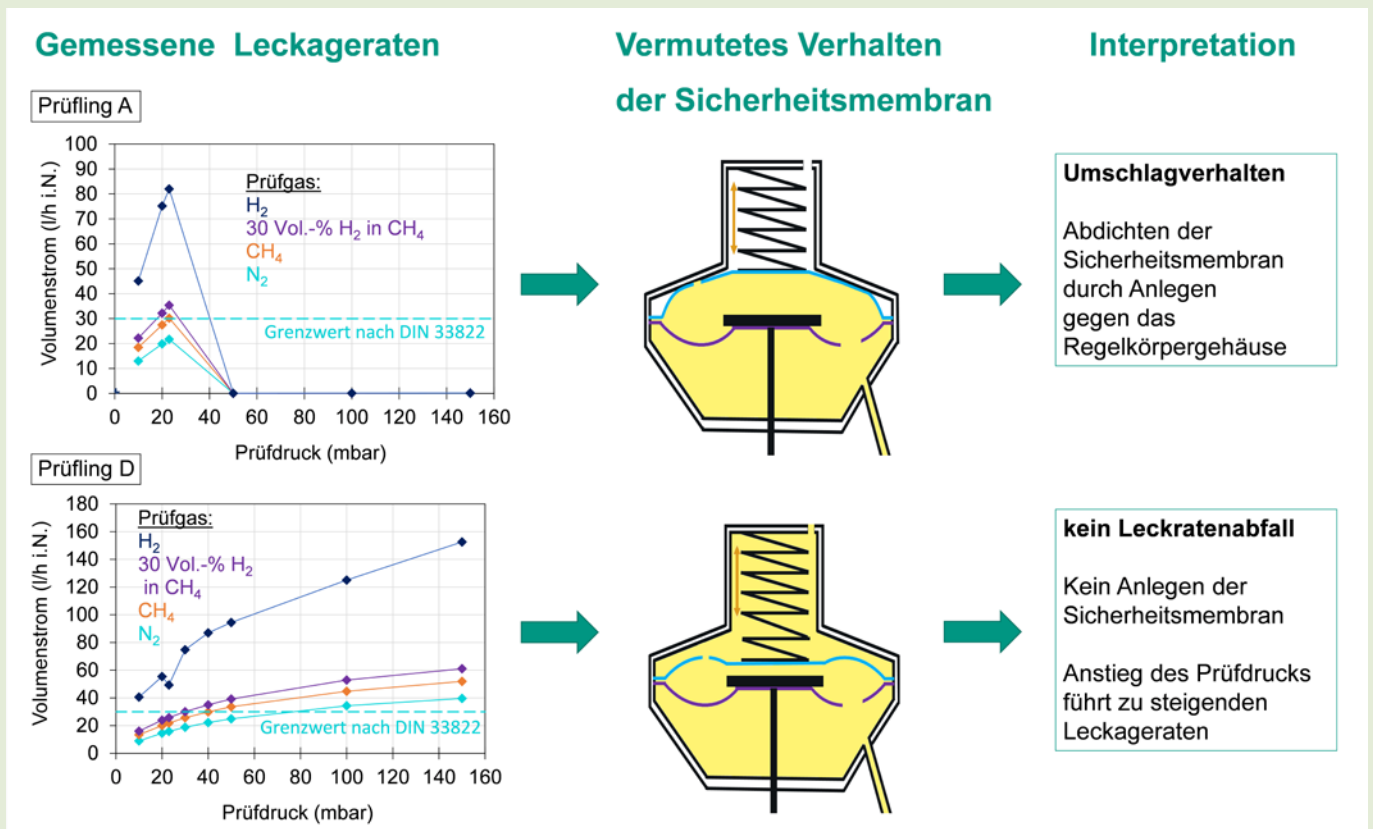 Gemessene Leckageraten
Vermutetes Verhalten
der Sicherheitsmembran
Interpretation
Prüfling A
100
90
80
70
60
50
40
30
20
10
0
Volumenstrom (l/h i.N.)
Prüfgas:
H₂
30 Vol.-% H₂ in CH₄
CH₄
N₂
Grenzwert nach DIN 33822
0 20 40 60 80 100 120 140 160
Prüfdruck (mbar)
Umschlagverhalten
Abdichten der
Sicherheitsmembran
durch Anlegen
gegen das
Regelkörpergehäuse
Prüfling D
180
160
140
120
100
80
60
40
20
0
Volumenstrom (l/h i.N.)
Prüfgas:
H₂
30 Vol.-% H₂
in CH₄
CH₄
N₂
Grenzwert nach DIN 33822
0 20 40 60 80 100 120 140 160
Prüfdruck (mbar)
kein Leckratenabfall
Kein Anlegen der
Sicherheitsmembran
Anstieg des Prüfdrucks
führt zu steigenden
Leckageraten